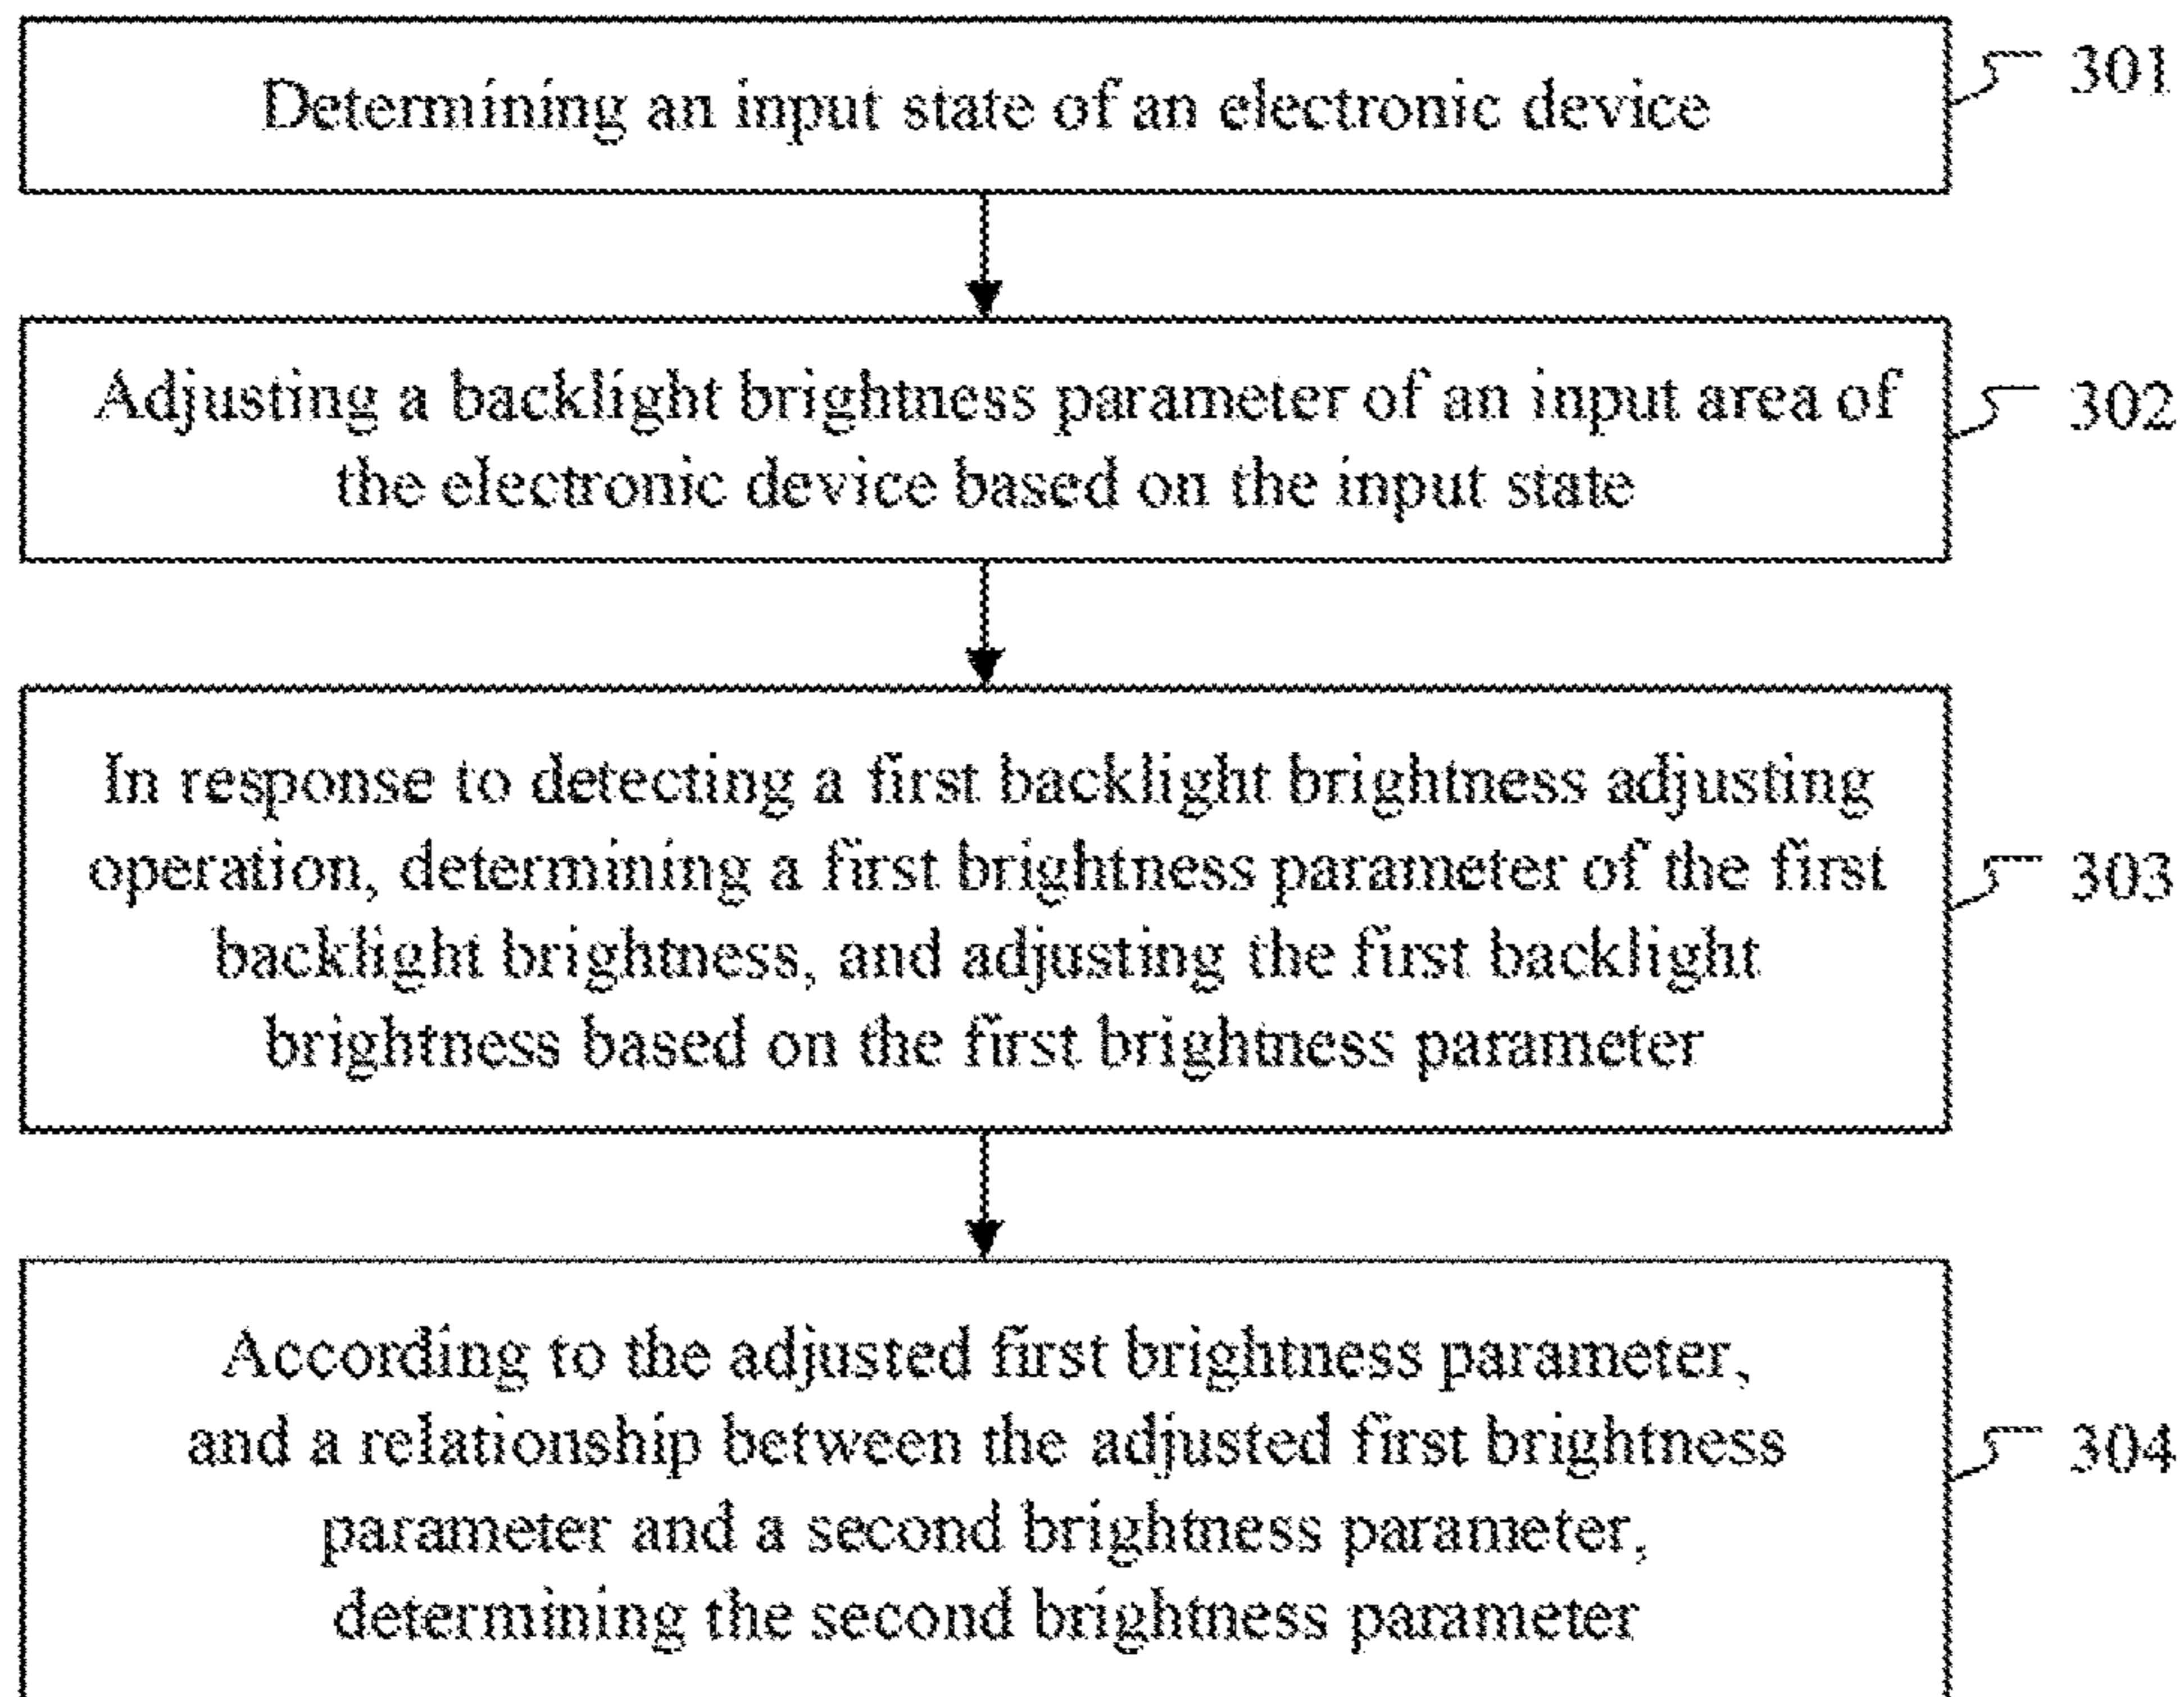 Determining an input state of an electronic device
301
Adjusting a backlight brightness parameter of an input area of
the electronic device based on the input state
302
In response to detecting a first backlight brightness adjusting
operation, determining a first brightness parameter of the first
backlight brightness, and adjusting the first backlight
brightness based on the first brightness parameter
303
According to the adjusted first brightness parameter,
and a relationship between the adjusted first brightness
parameter and a second brightness parameter,
determining the second brightness parameter
304